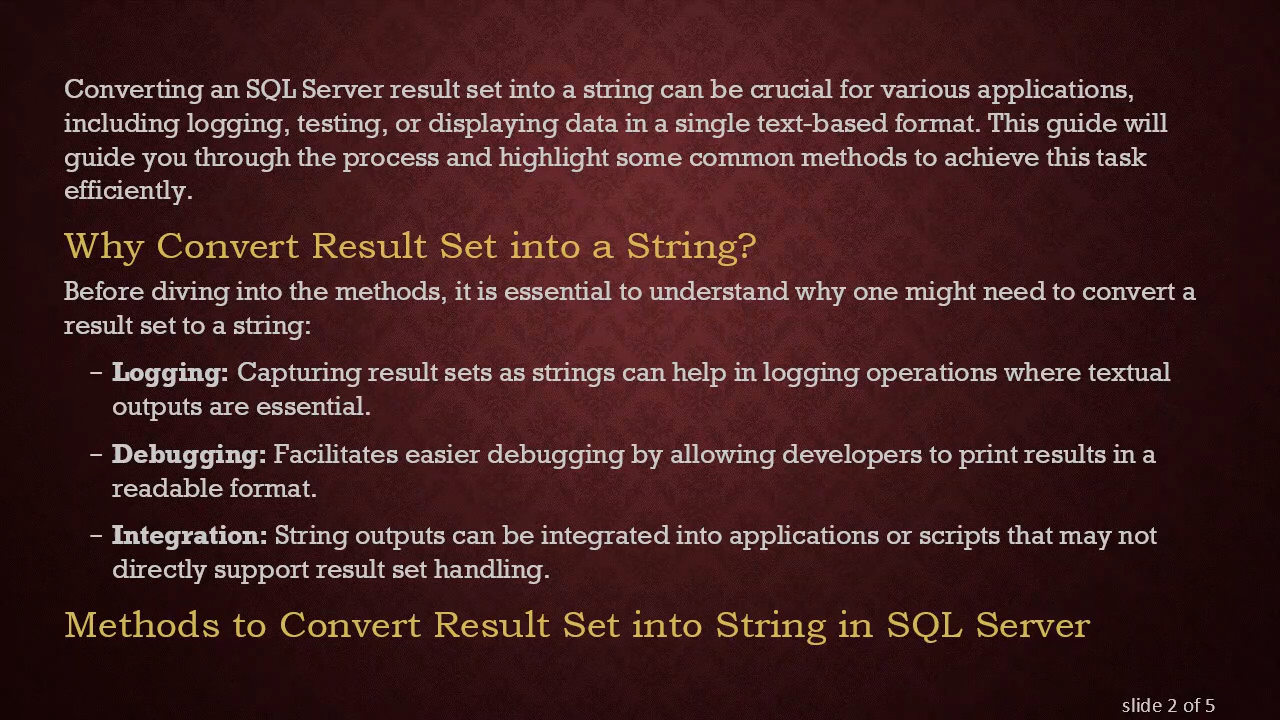 Converting an SQL Server result set into a string can be crucial for various applications,
including logging, testing, or displaying data in a single text-based format. This guide will
guide you through the process and highlight some common methods to achieve this task
efficiently.
Why Convert Result Set into a String?
Before diving into the methods, it is essential to understand why one might need to convert a
result set to a string:
– Logging: Capturing result sets as strings can help in logging operations where textual
outputs are essential.
– Debugging: Facilitates easier debugging by allowing developers to print results in a
readable format.
– Integration: String outputs can be integrated into applications or scripts that may not
directly support result set handling.
Methods to Convert Result Set into String in SQL Server
slide 2 of 5